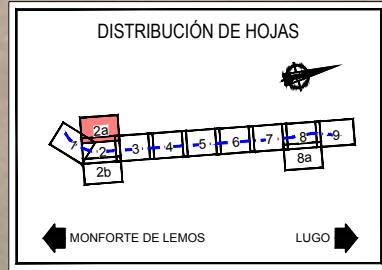 DISTRIBUCIÓN DE HOJAS
2a
1 2 3 4 5 6 7 8 9
2b
8a
MONFORTE DE LEMOS
LUGO